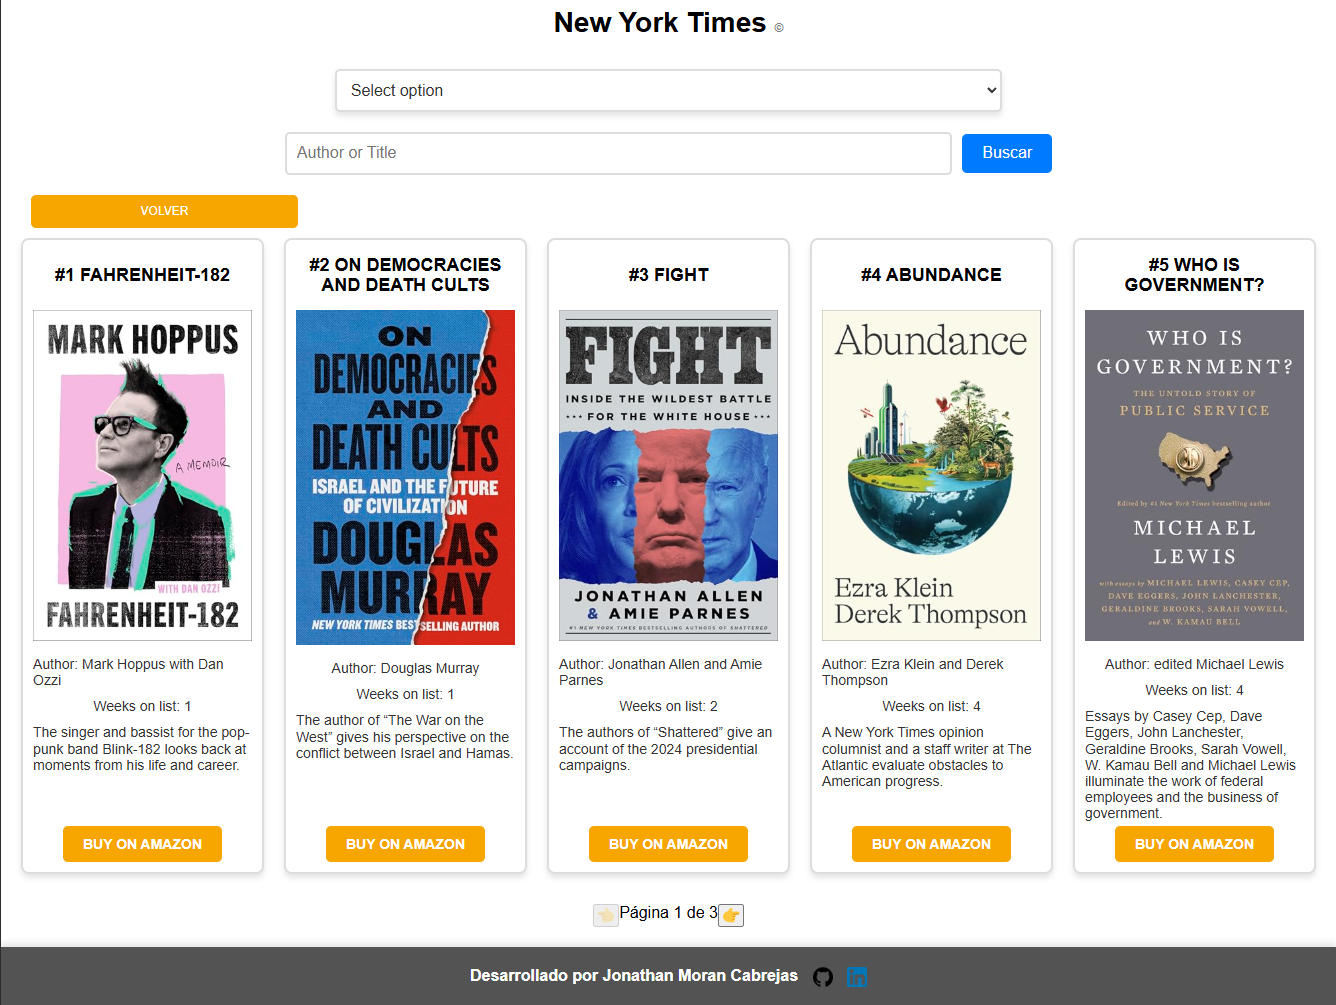 New York Times ©
Select option
Author or Title
Buscar
VOLVER
#1 FAHRENHEIT-182
MARK HOPPUS
A MEMOIR
WITH DAN OZZI
FAHRENHEIT-182
Author: Mark Hoppus with Dan
Ozzi
Weeks on list: 1
The singer and bassist for the pop-
punk band Blink-182 looks back at
moments from his life and career.
BUY ON AMAZON
#2 ON DEMOCRACIES
AND DEATH CULTS
ON
DEMOCRACIES
AND
DEATH CULTS
ISRAEL AND THE FUTURE
OF CIVILIZATION
DOUGLAS
MURRAY
NEW YORK TIMES BESTSELLING AUTHOR
Author: Douglas Murray
Weeks on list: 1
The author of “The War on the
West” gives his perspective on the
conflict between Israel and Hamas.
BUY ON AMAZON
#3 FIGHT
FIGHT
INSIDE THE WILDEST BATTLE
••• FOR THE WHITE HOUSE •••
JONATHAN ALLEN
& AMIE PARNES
#1 NEW YORK TIMES BESTSELLING AUTHORS OF SHATTERED
Author: Jonathan Allen and Amie
Parnes
Weeks on list: 2
The authors of “Shattered” give an
account of the 2024 presidential
campaigns.
BUY ON AMAZON
#4 ABUNDANCE
Abundance
Ezra Klein
Derek Thompson
Author: Ezra Klein and Derek
Thompson
Weeks on list: 4
A New York Times opinion
columnist and a staff writer at The
Atlantic evaluate obstacles to
American progress.
BUY ON AMAZON
#5 WHO IS
GOVERNMENT?
WHO IS
GOVERNMENT?
THE UNTOLD STORY OF
PUBLIC SERVICE
Edited by #1 New York Times bestselling author
MICHAEL
LEWIS
with essays by MICHAEL LEWIS, CASEY CEP,
DAVE EGGERS, JOHN LANCHESTER,
GERALDINE BROOKS, SARAH VOWELL,
and W. KAMAU BELL
Author: edited Michael Lewis
Weeks on list: 4
Essays by Casey Cep, Dave
Eggers, John Lanchester,
Geraldine Brooks, Sarah Vowell,
W. Kamau Bell and Michael Lewis
illuminate the work of federal
employees and the business of
government.
BUY ON AMAZON
Página 1 de 3
Desarrollado por Jonathan Moran Cabrejas
in